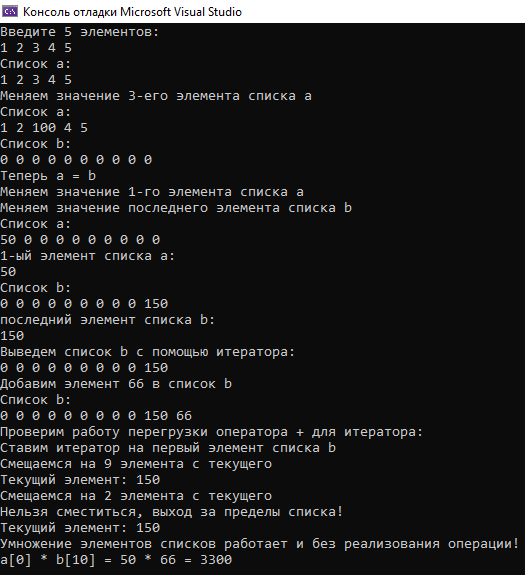 Консоль отладки Microsoft Visual Studio
Введите 5 элементов:
1 2 3 4 5
Список a:
1 2 3 4 5
Меняем значение 3-его элемента списка a
Список a:
1 2 100 4 5
Список b:
0 0 0 0 0 0 0 0 0 0
Теперь a = b
Меняем значение 1-го элемента списка a
Меняем значение последнего элемента списка b
Список a:
50 0 0 0 0 0 0 0 0 0
1-ый элемент списка a:
50
Список b:
0 0 0 0 0 0 0 0 0 150
последний элемент списка b:
150
Выведем список b с помощью итератора:
0 0 0 0 0 0 0 0 0 150
Добавим элемент 66 в список b
Список b:
0 0 0 0 0 0 0 0 0 150 66
Проверим работу перегрузки оператора + для итератора:
Ставим итератор на первый элемент списка b
Смещаемся на 9 элемента с текущего
Текущий элемент: 150
Смещаемся на 2 элемента с текущего
Нельзя сместиться, выход за пределы списка!
Текущий элемент: 150
Умножение элементов списков работает и без реализования операции!
a[0] * b[10] = 50 * 66 = 3300